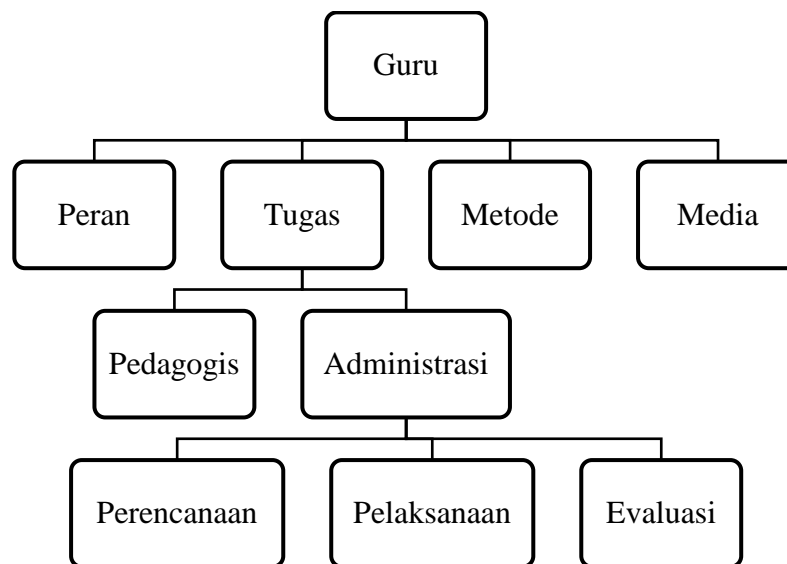 Guru
Peran
Tugas
Metode
Media
Pedagogis
Administrasi
Perencanaan
Pelaksanaan
Evaluasi